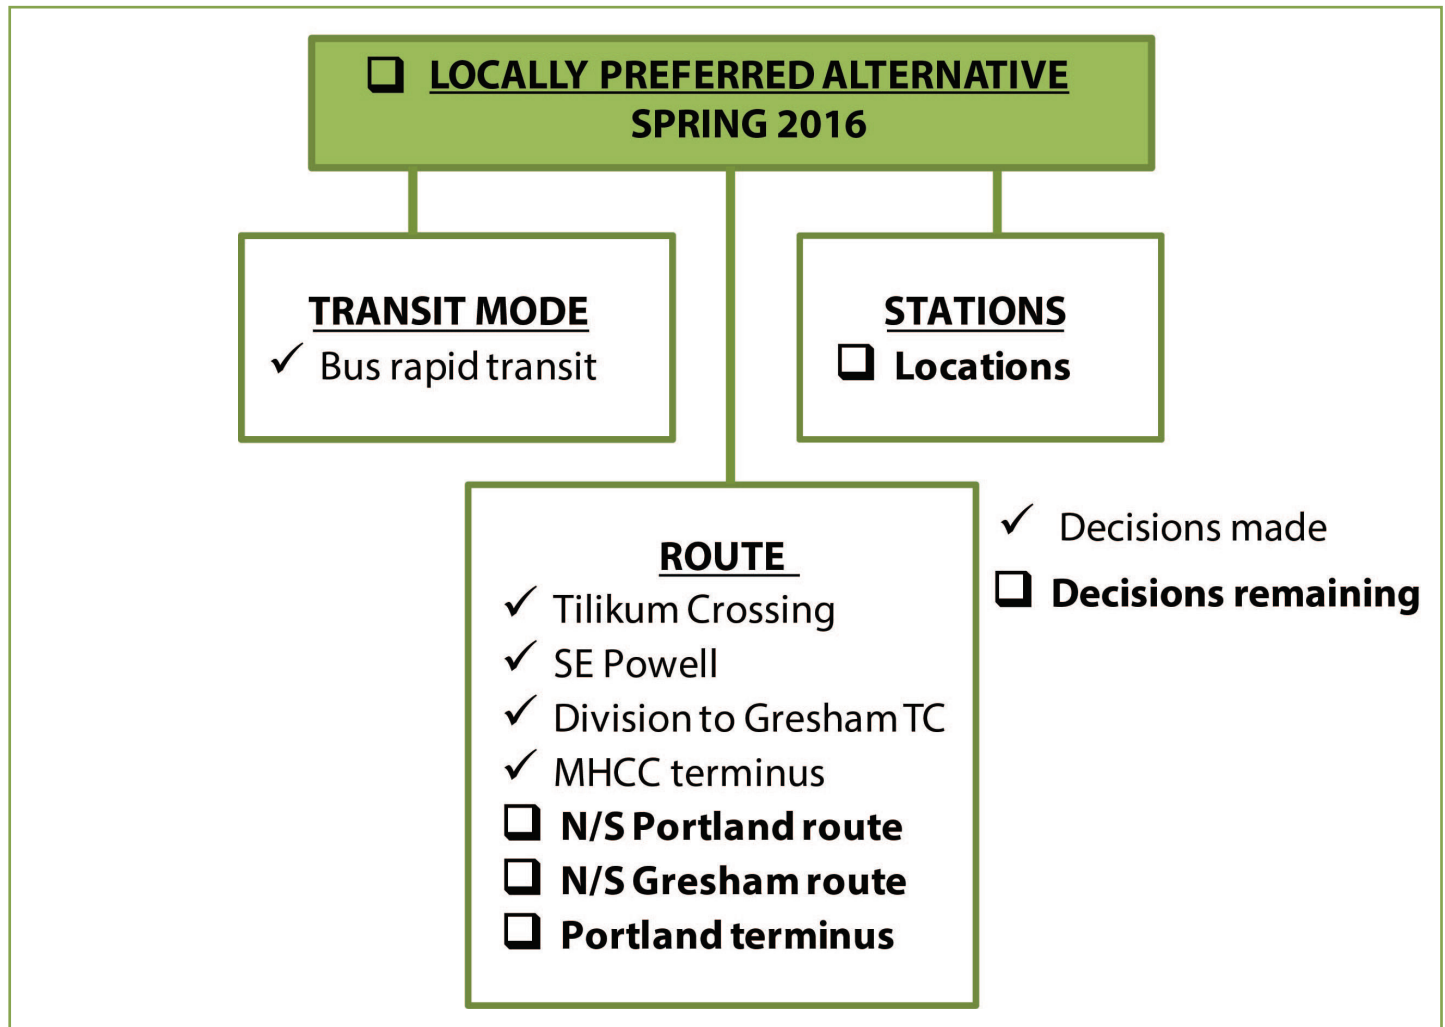 ❑ LOCALLY PREFERRED ALTERNATIVE
SPRING 2016
TRANSIT MODE
✓ Bus rapid transit
STATIONS
❑ Locations
ROUTE
✓ Tilikum Crossing
✓ SE Powell
✓ Division to Gresham TC
✓ MHCC terminus
❑ N/S Portland route
❑ N/S Gresham route
❑ Portland terminus
✓ Decisions made
❑ Decisions remaining